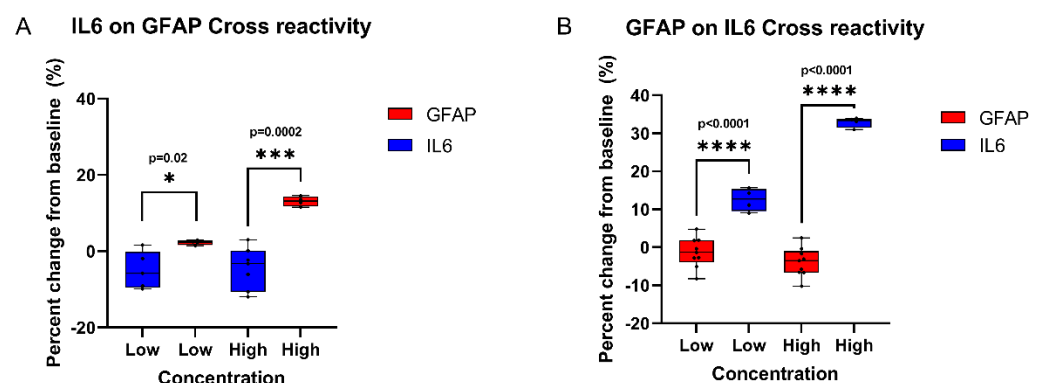 A
IL6 on GFAP Cross reactivity
Percent change from baseline (%)
40
20
0
-20
p=0.02
*
p=0.0002
***
GFAP
IL6
Low Low High High
Concentration
B
GFAP on IL6 Cross reactivity
Percent change from baseline (%)
40
30
20
10
0
-10
-20
p<0.0001
****
p<0.0001
****
GFAP
IL6
Low Low High High
Concentration